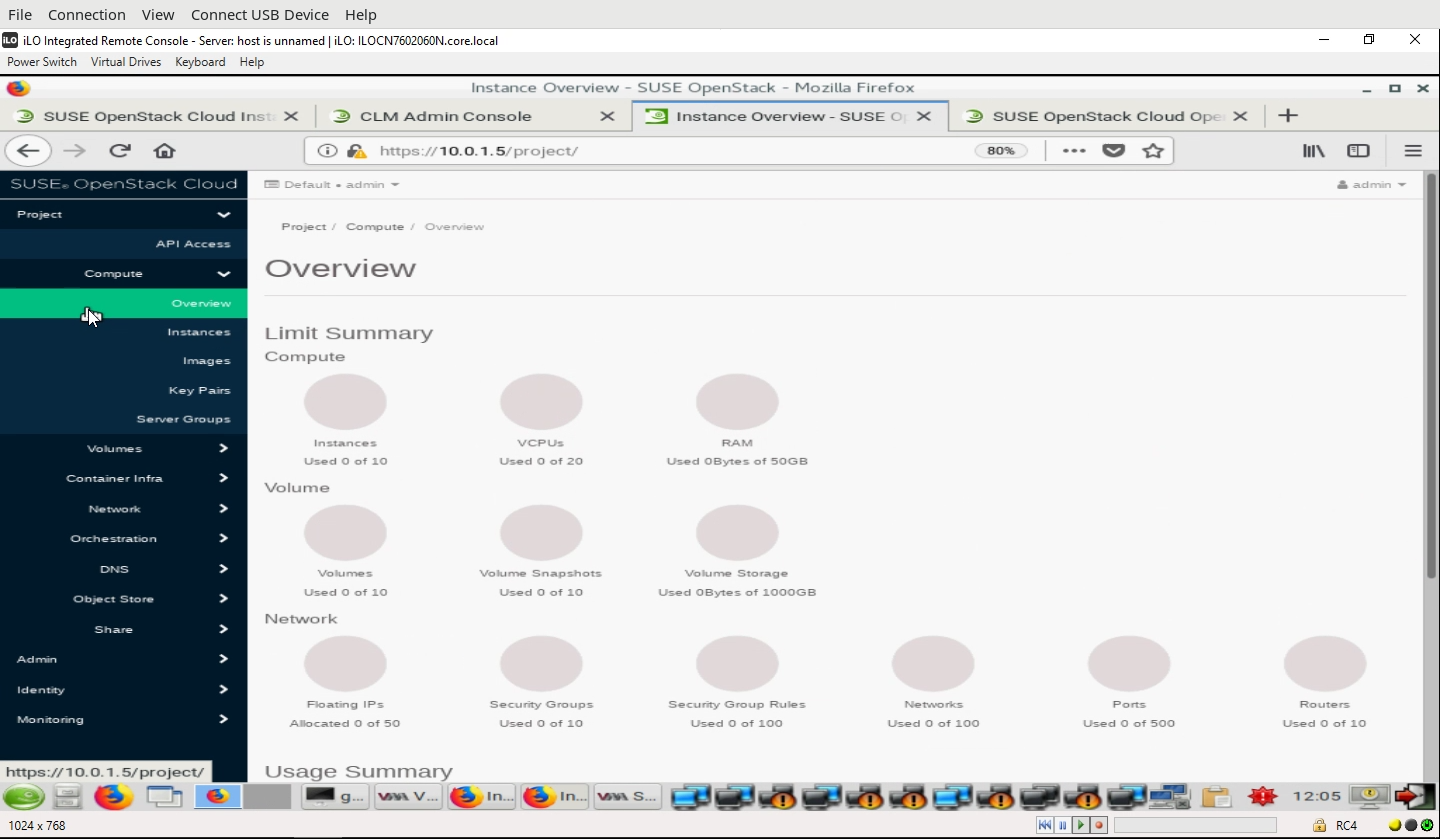 File Connection View Connect USB Device Help
iLO iLO Integrated Remote Console - Server: host is unnamed | iLO: ILOCN7602060N.core.local
Power Switch Virtual Drives Keyboard Help
Instance Overview - SUSE OpenStack - Mozilla Firefox
SUSE OpenStack Cloud Inst CLM Admin Console Instance Overview - SUSE O SUSE OpenStack Cloud Ope
https://10.0.1.5/project/ 80%
SUSE OpenStack Cloud Default • admin admin
Project
API Access
Compute
Overview
Instances
Images
Key Pairs
Server Groups
Volumes
Container Infra
Network
Orchestration
DNS
Object Store
Share
Admin
Identity
Monitoring
https://10.0.1.5/project/
Project / Compute / Overview
Overview
Limit Summary
Compute
Instances VCPUs RAM
Used 0 of 10 Used 0 of 20 Used 0Bytes of 50GB
Volume
Volumes Volume Snapshots Volume Storage
Used 0 of 10 Used 0 of 10 Used 0Bytes of 1000GB
Network
Floating IPs Security Groups Security Group Rules Networks Ports Routers
Allocated 0 of 50 Used 0 of 10 Used 0 of 100 Used 0 of 100 Used 0 of 500 Used 0 of 10
Usage Summary
g... V... In... In... S... 12:05
1024 x 768 RC4